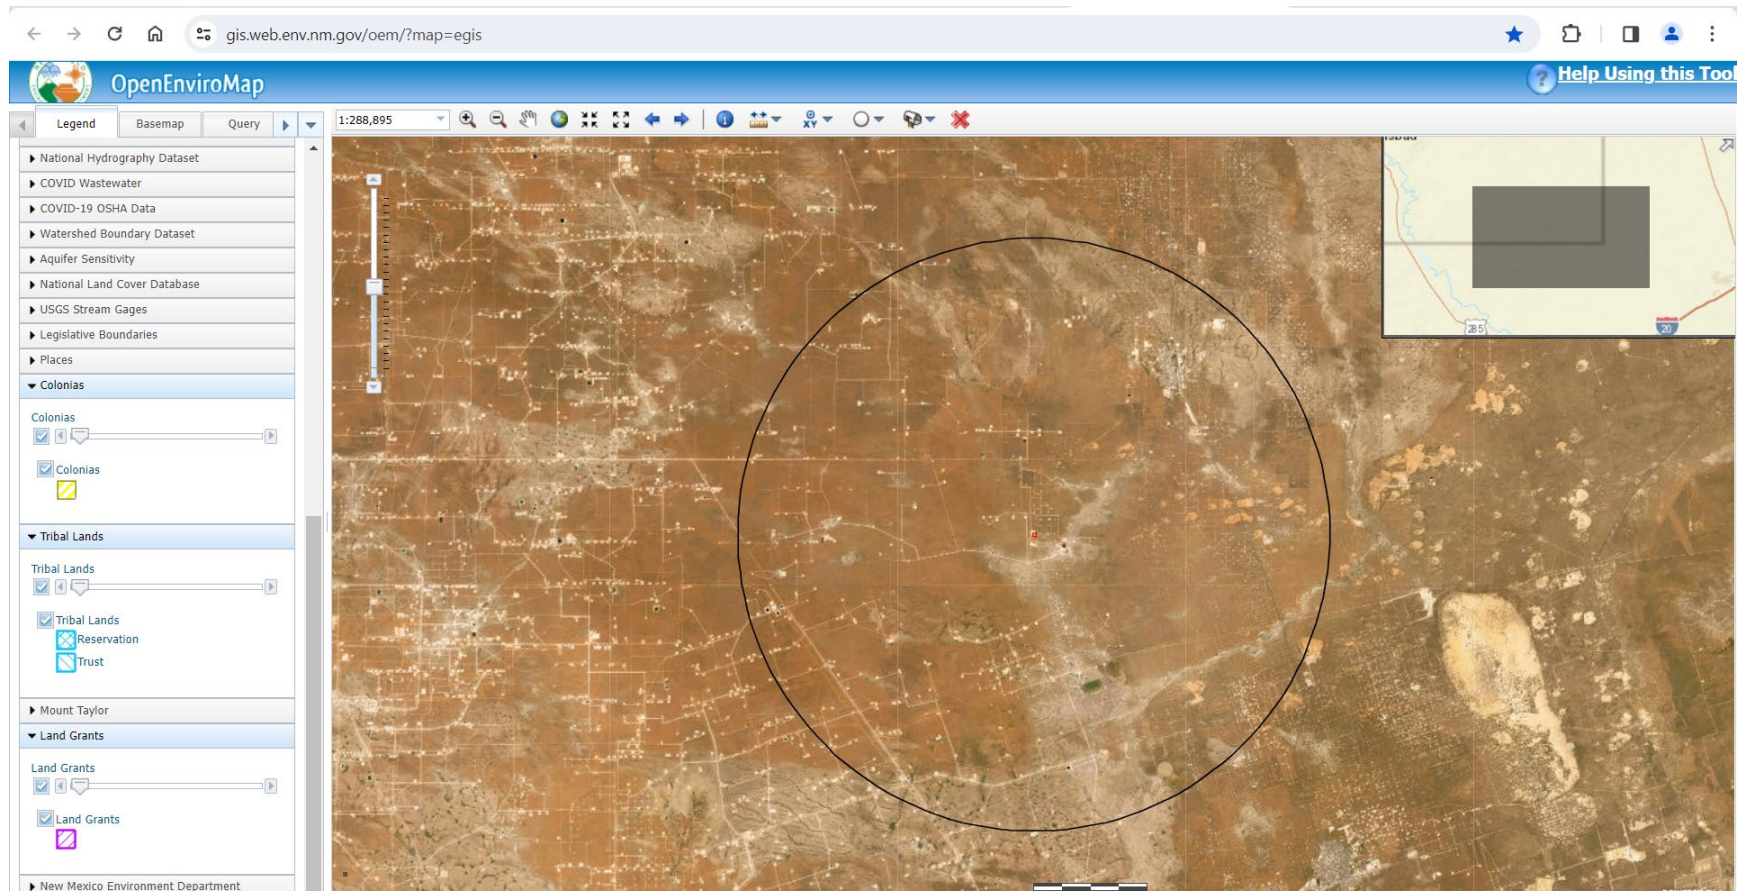 gis.web.env.nm.gov/oem/?map=egis
OpenEnviroMap
Help Using this Tool
Legend
Basemap
Query
1:288,895
XY
National Hydrography Dataset
COVID Wastewater
COVID-19 OSHA Data
Watershed Boundary Dataset
Aquifer Sensitivity
National Land Cover Database
USGS Stream Gages
Legislative Boundaries
Places
Colonias
Colonias
Colonias
Tribal Lands
Tribal Lands
Tribal Lands
Reservation
Trust
Mount Taylor
Land Grants
Land Grants
Land Grants
New Mexico Environment Department
285
20